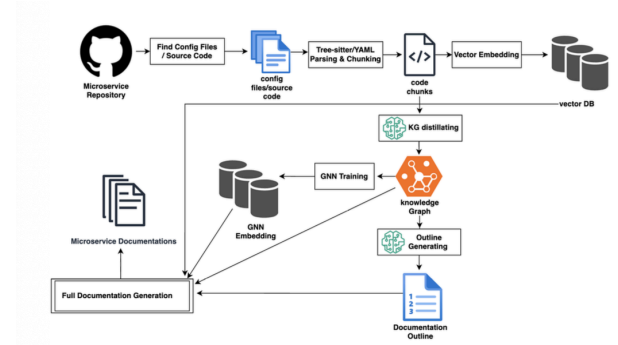 Find Config Files
/ Source Code
Tree-sitter/YAML
Parsing & Chunking
</>
Vector Embedding
Microservice
Repository
config
files/source
code
code
chunks
vector DB
KG distillating
GNN Training
knowledge
Graph
GNN
Embedding
Microservice Documentations
Outline
Generating
Full Documentation Generation
1
2
3
Documentation
Outline